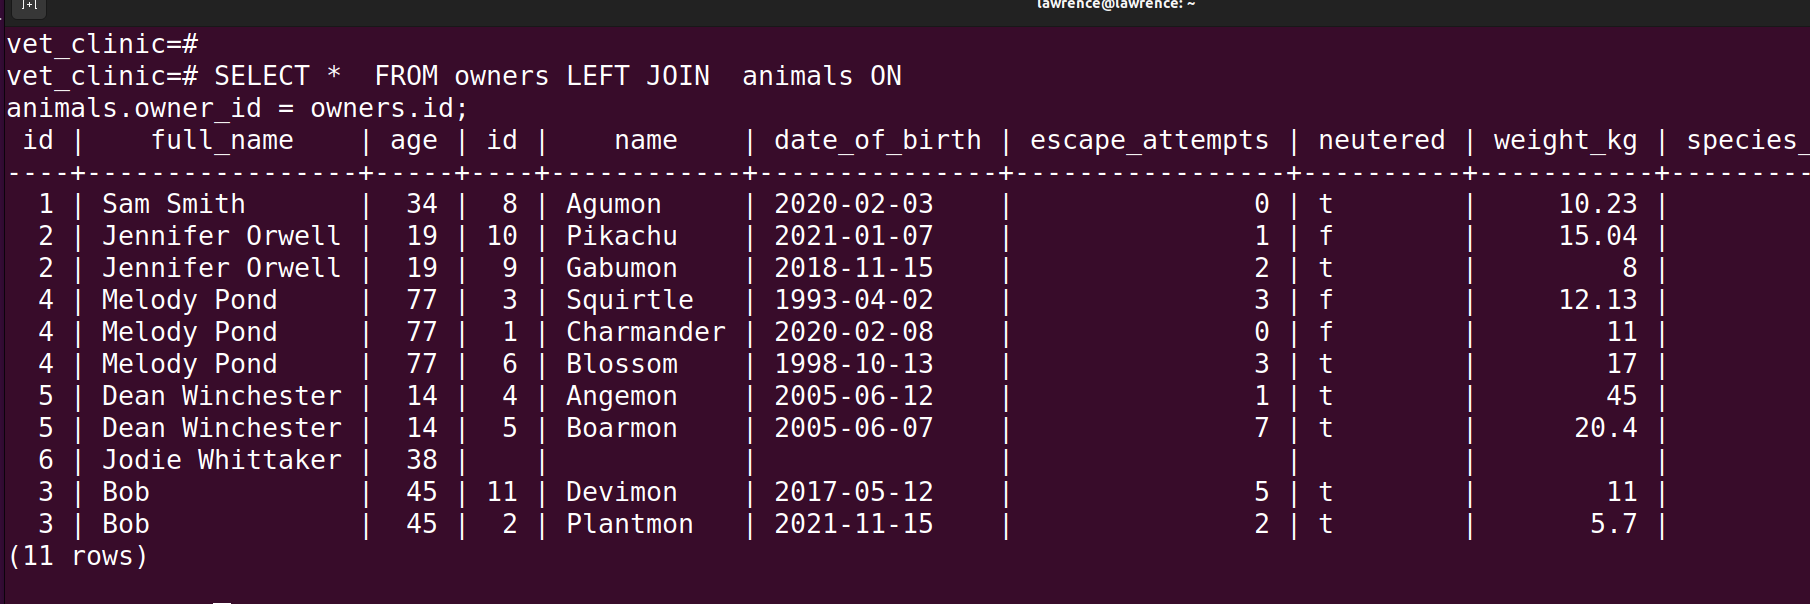 lawrence@lawrence: ~
vet_clinic=#
vet_clinic=# SELECT *  FROM owners LEFT JOIN  animals ON
animals.owner_id = owners.id;
 id |    full_name    | age | id |    name    | date_of_birth | escape_attempts | neutered | weight_kg | species_
----+-----------------+-----+----+------------+---------------+-----------------+----------+-----------+---------
  1 | Sam Smith       |  34 |  8 | Agumon     | 2020-02-03    |               0 | t        |     10.23 |
  2 | Jennifer Orwell |  19 | 10 | Pikachu    | 2021-01-07    |               1 | f        |     15.04 |
  2 | Jennifer Orwell |  19 |  9 | Gabumon    | 2018-11-15    |               2 | t        |         8 |
  4 | Melody Pond     |  77 |  3 | Squirtle   | 1993-04-02    |               3 | f        |     12.13 |
  4 | Melody Pond     |  77 |  1 | Charmander | 2020-02-08    |               0 | f        |        11 |
  4 | Melody Pond     |  77 |  6 | Blossom    | 1998-10-13    |               3 | t        |        17 |
  5 | Dean Winchester |  14 |  4 | Angemon    | 2005-06-12    |               1 | t        |        45 |
  5 | Dean Winchester |  14 |  5 | Boarmon    | 2005-06-07    |               7 | t        |      20.4 |
  6 | Jodie Whittaker |  38 |    |            |               |                 |          |           |
  3 | Bob             |  45 | 11 | Devimon    | 2017-05-12    |               5 | t        |        11 |
  3 | Bob             |  45 |  2 | Plantmon   | 2021-11-15    |               2 | t        |       5.7 |
(11 rows)